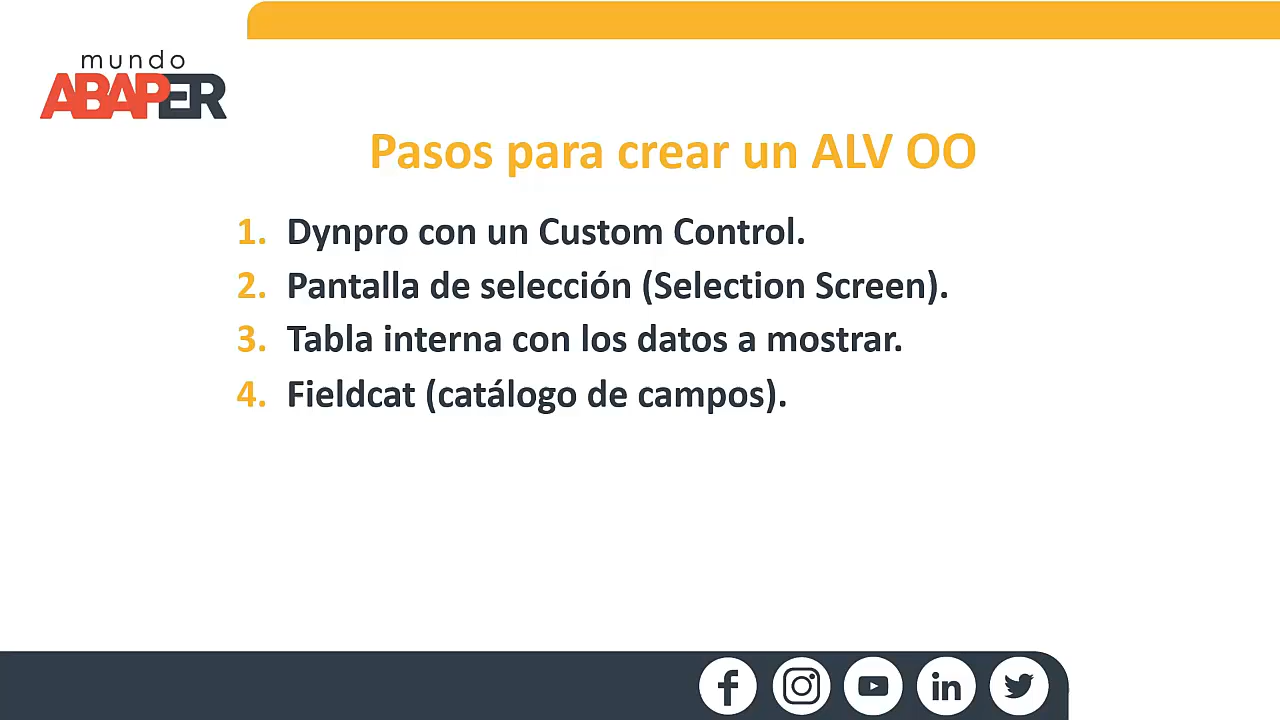 mundo
ABAPER
Pasos para crear un ALV OO
1. Dynpro con un Custom Control.
2. Pantalla de selección (Selection Screen).
3. Tabla interna con los datos a mostrar.
4. Fieldcat (catálogo de campos).